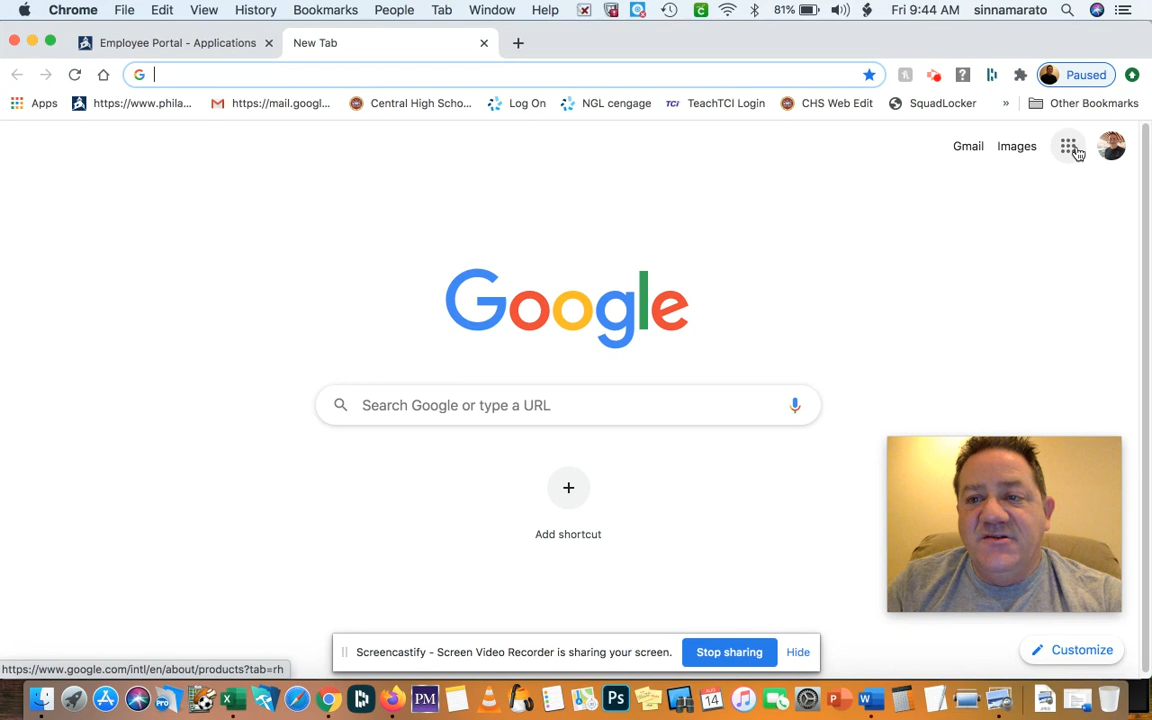 Chrome File Edit View History Bookmarks People Tab Window Help 81% Fri 9:44 AM sinnamarato
Employee Portal - Applications New Tab
Paused
Apps https://www.phila... https://mail.googl... Central High Scho... Log On NGL cengage TCi TeachTCI Login CHS Web Edit SquadLocker » Other Bookmarks
Gmail Images
Google
Search Google or type a URL
Add shortcut
Screencastify - Screen Video Recorder is sharing your screen. Stop sharing Hide
Customize
https://www.google.com/intl/en/about/products?tab=rh